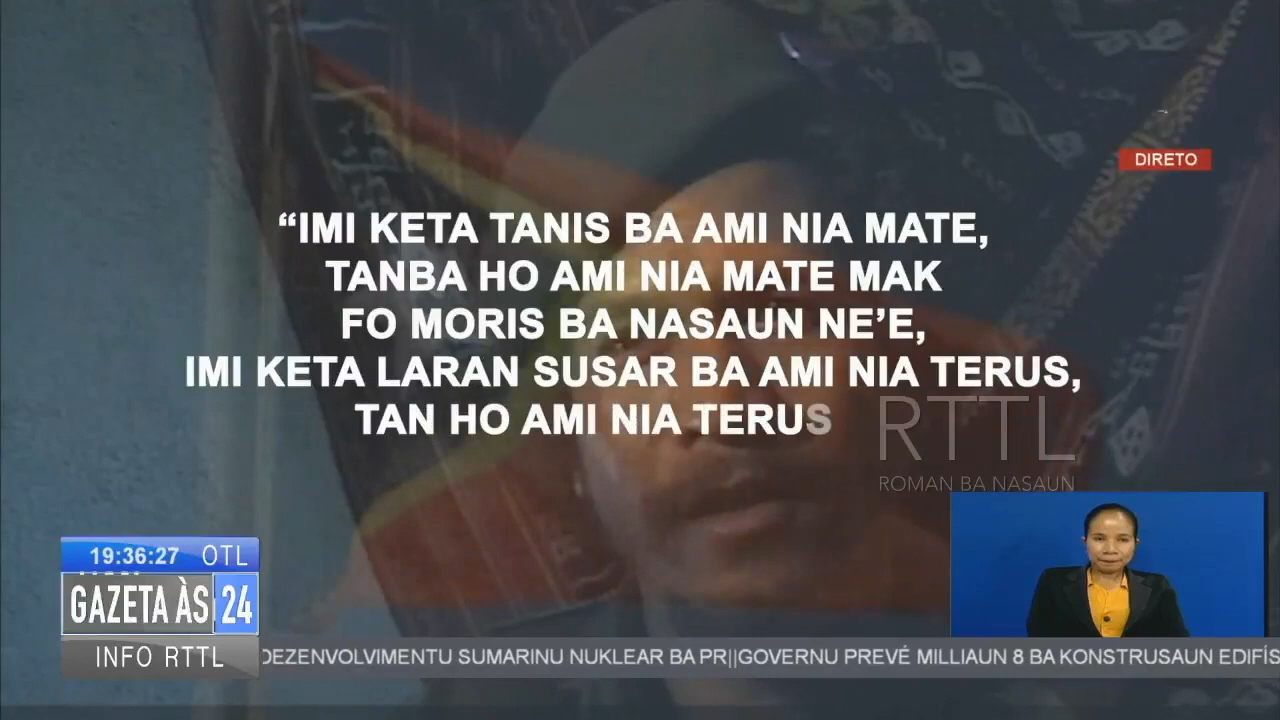 DIRETO
“IMI KETA TANIS BA AMI NIA MATE,
TANBA HO AMI NIA MATE MAK
FO MORIS BA NASAUN NE’E,
IMI KETA LARAN SUSAR BA AMI NIA TERUS,
TAN HO AMI NIA TERUS
RTTL
ROMAN BA NASAUN
19:36:27 OTL
GAZETA ÀS 24
INFO RTTL
DEZENVOLVIMENTU SUMARINU NUKLEAR BA PR||GOVERNU PREVÉ MILLIAUN 8 BA KONSTRUSAUN EDIFÍS